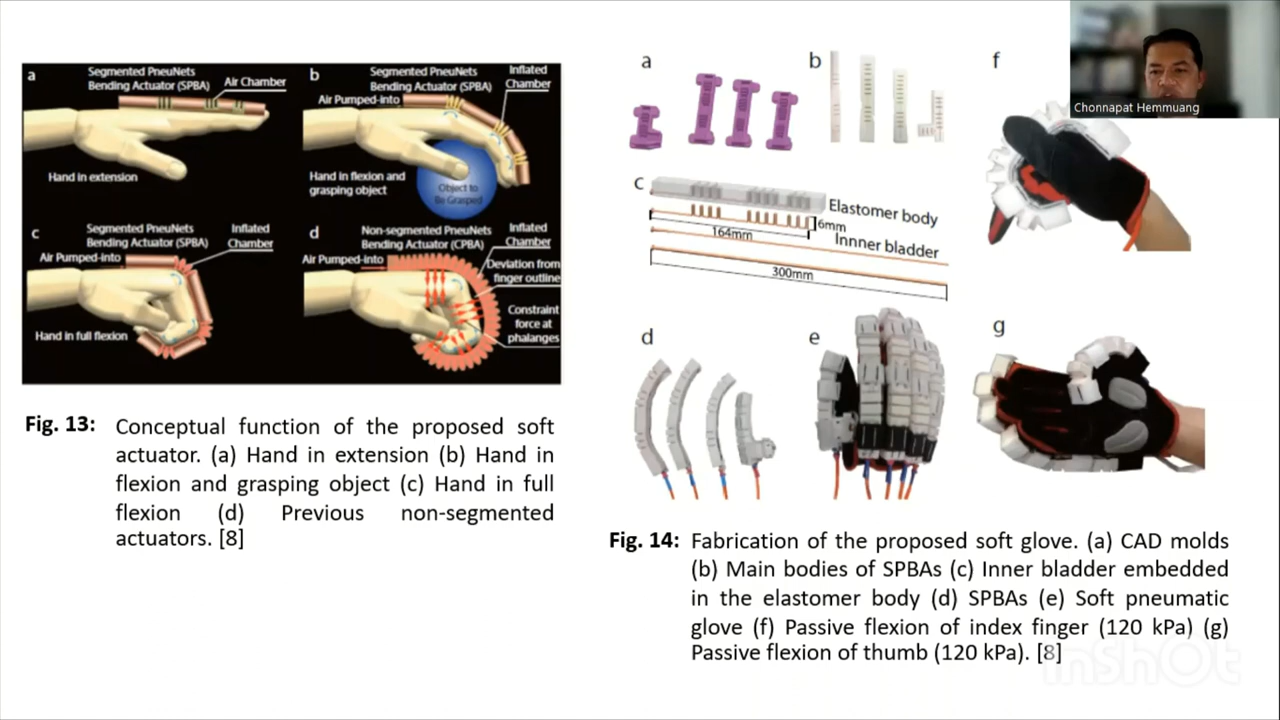 a
Segmented PneuNets
Bending Actuator (SPBA)
Air Chamber
Hand in extension
b
Segmented PneuNets
Bending Actuator (SPBA)
Inflated
Chamber
Air Pumped-into
Hand in flexion and
grasping object
Object to
Be Grasped
c
Segmented PneuNets
Bending Actuator (SPBA)
Inflated
Chamber
Air Pumped-into
Hand in full flexion
d
Non-segmented PneuNets
Bending Actuator (CPBA)
Inflated
Chamber
Air Pumped-into
Deviation from
finger outline
Constraint
force at
phalanges
Fig. 13: Conceptual function of the proposed soft
actuator. (a) Hand in extension (b) Hand in
flexion and grasping object (c) Hand in full
flexion (d) Previous non-segmented
actuators. [8]
a
b
c
Elastomer body
6mm
164mm
Innner bladder
300mm
d
e
f
g
Fig. 14: Fabrication of the proposed soft glove. (a) CAD molds
(b) Main bodies of SPBAs (c) Inner bladder embedded
in the elastomer body (d) SPBAs (e) Soft pneumatic
glove (f) Passive flexion of index finger (120 kPa) (g)
Passive flexion of thumb (120 kPa). [8]
Chonnapat Hemmuang
inshot